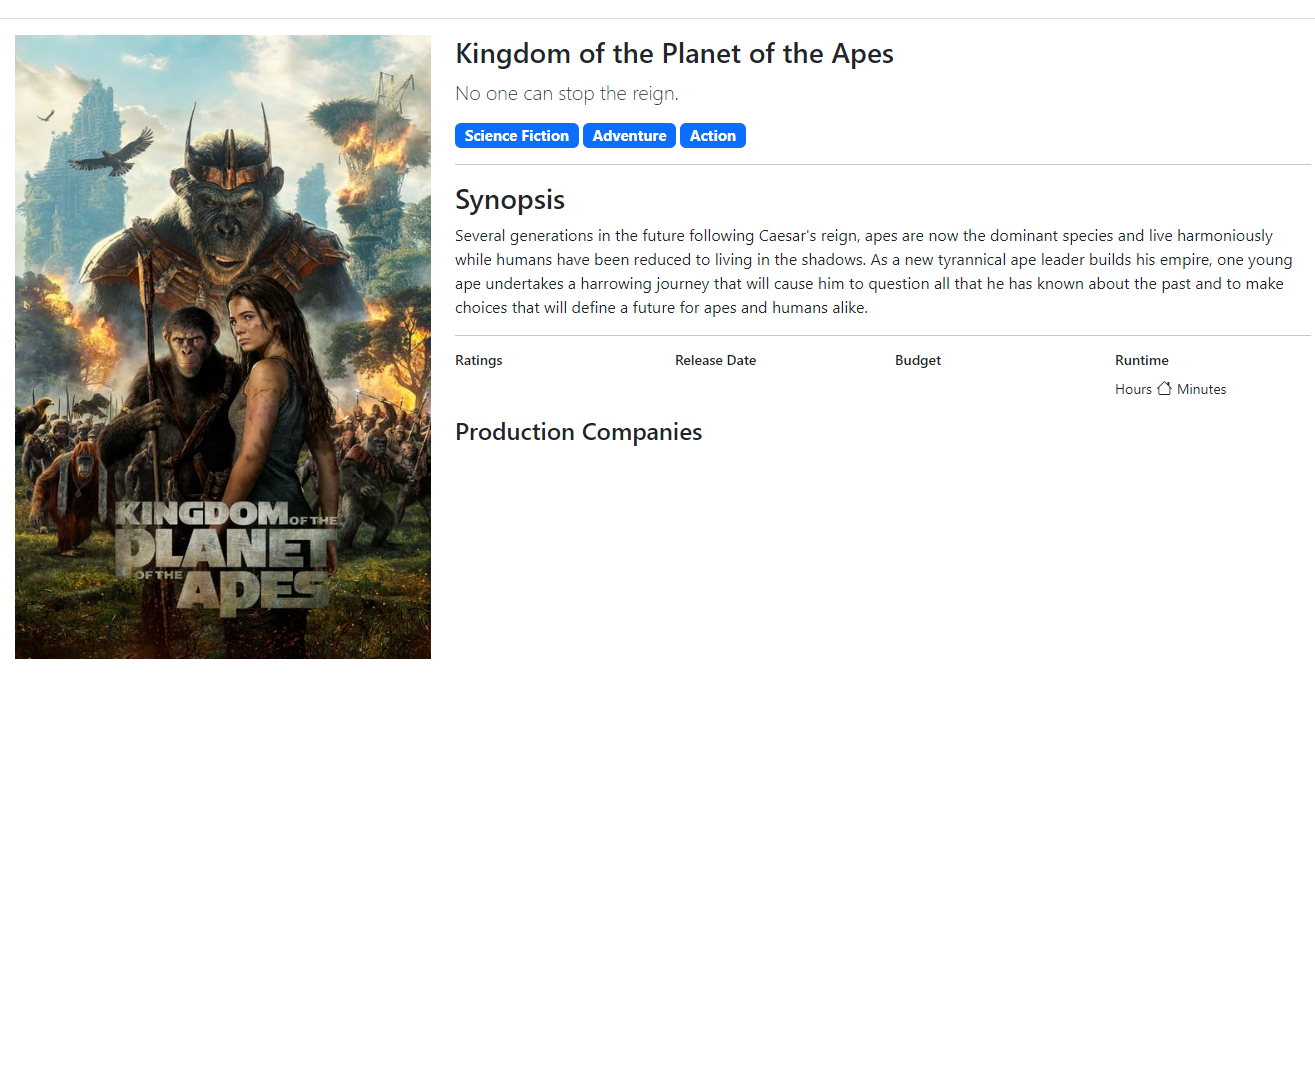 Kingdom of the Planet of the Apes
No one can stop the reign.
Science Fiction Adventure Action
Synopsis
Several generations in the future following Caesar's reign, apes are now the dominant species and live harmoniously
while humans have been reduced to living in the shadows. As a new tyrannical ape leader builds his empire, one young
ape undertakes a harrowing journey that will cause him to question all that he has known about the past and to make
choices that will define a future for apes and humans alike.
Ratings Release Date Budget Runtime
Hours Minutes
Production Companies
KINGDOM OF THE
PLANET
OF THE APES